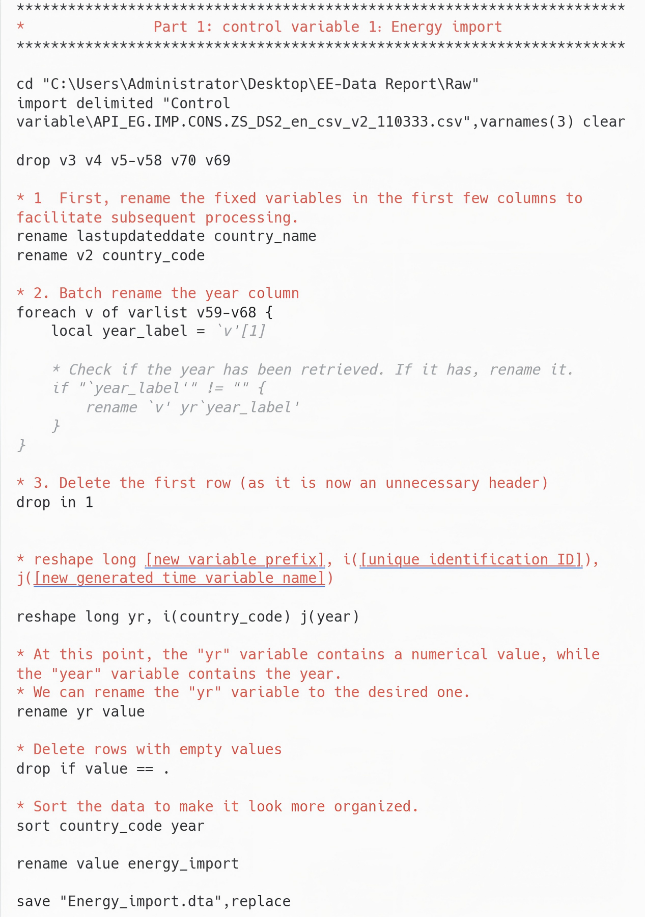 ***********************************************************************
*               Part 1: control variable 1: Energy import
***********************************************************************
cd "C:\Users\Administrator\Desktop\EE-Data Report\Raw"
import delimited "Control
variable\API_EG.IMP.CONS.ZS_DS2_en_csv_v2_110333.csv",varnames(3) clear
drop v3 v4 v5-v58 v70 v69
* 1  First, rename the fixed variables in the first few columns to
facilitate subsequent processing.
rename lastupdateddate country_name
rename v2 country_code
* 2. Batch rename the year column
foreach v of varlist v59-v68 {
    local year_label = `v'[1]
    * Check if the year has been retrieved. If it has, rename it.
    if "`year_label'" != "" {
        rename `v' yr`year_label'
    }
}
* 3. Delete the first row (as it is now an unnecessary header)
drop in 1
* reshape long [new variable prefix], i([unique identification ID]),
j([new generated time variable name])
reshape long yr, i(country_code) j(year)
* At this point, the "yr" variable contains a numerical value, while
the "year" variable contains the year.
* We can rename the "yr" variable to the desired one.
rename yr value
* Delete rows with empty values
drop if value == .
* Sort the data to make it look more organized.
sort country_code year
rename value energy_import
save "Energy_import.dta",replace